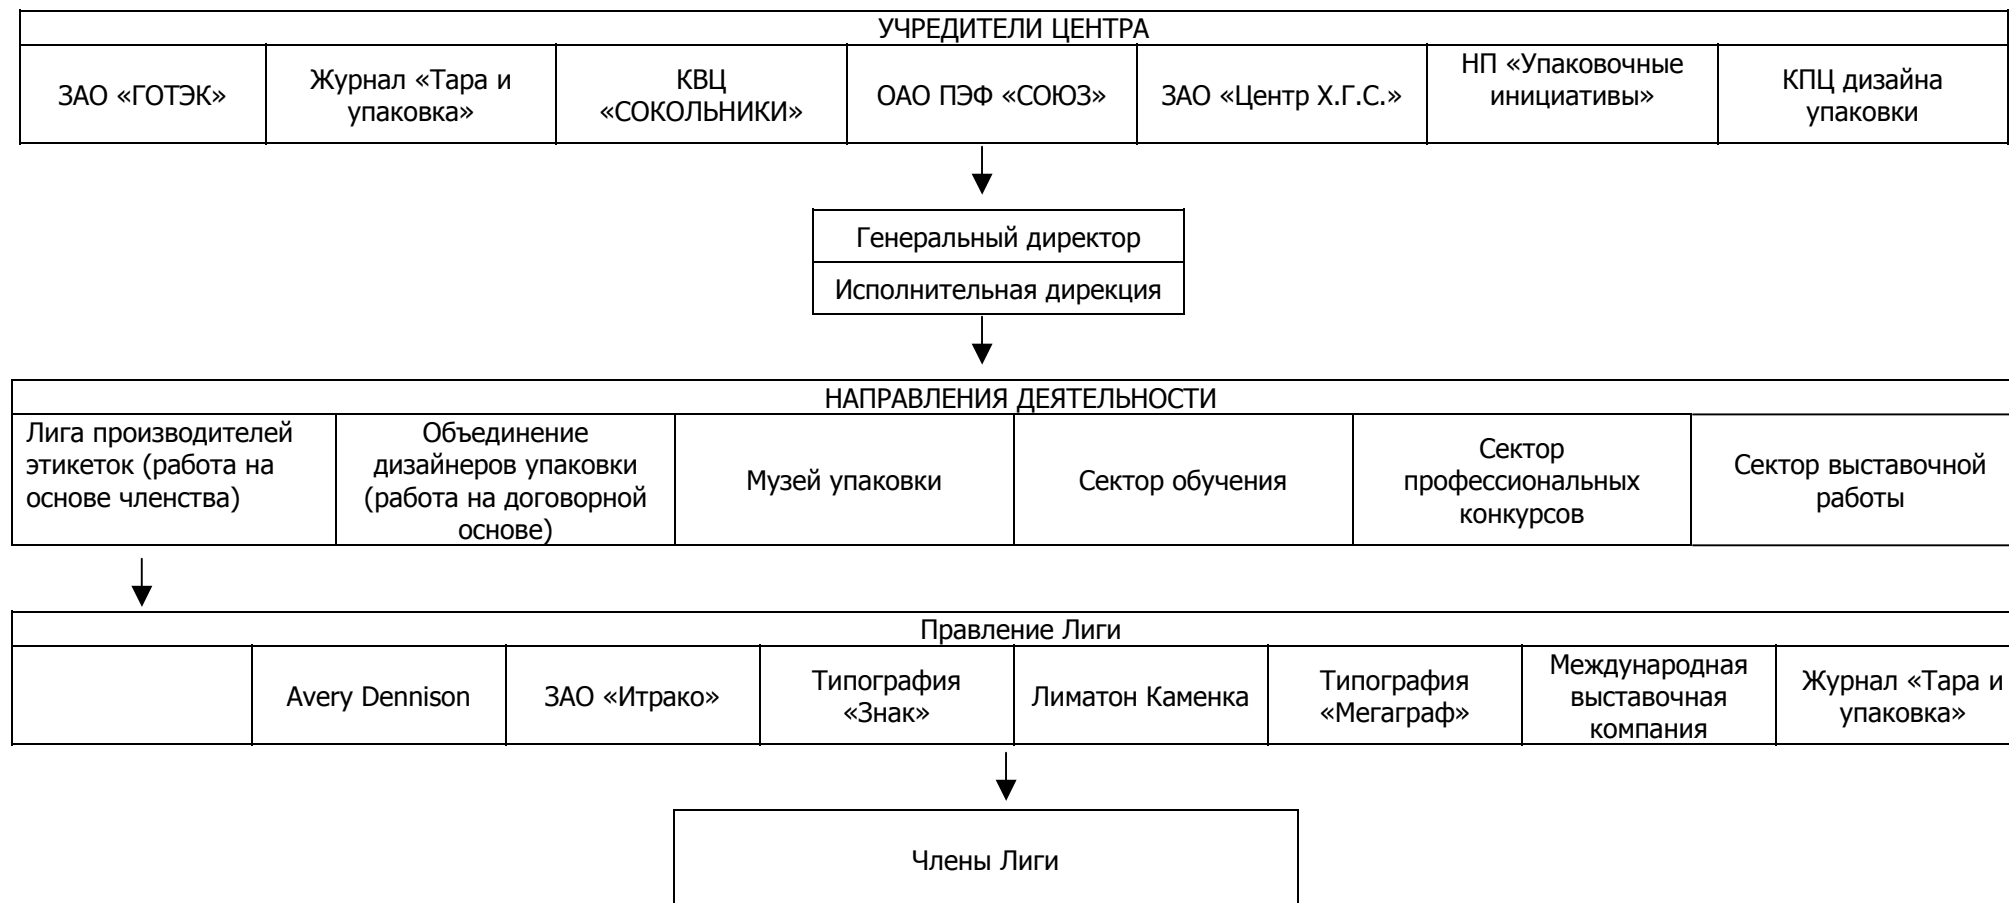 УЧРЕДИТЕЛИ ЦЕНТРА
ЗАО «ГОТЭК»
Журнал «Тара и
упаковка»
КВЦ
«СОКОЛЬНИКИ»
ОАО ПЭФ «СОЮЗ»
ЗАО «Центр Х.Г.С.»
НП «Упаковочные
инициативы»
КПЦ дизайна
упаковки
Генеральный директор
Исполнительная дирекция
НАПРАВЛЕНИЯ ДЕЯТЕЛЬНОСТИ
Лига производителей
этикеток (работа на
основе членства)
Объединение
дизайнеров упаковки
(работа на договорной
основе)
Музей упаковки
Сектор обучения
Сектор
профессиональных
конкурсов
Сектор выставочной
работы
Правление Лиги
Avery Dennison
ЗАО «Итрако»
Типография
«Знак»
Лиматон Каменка
Типография
«Мегаграф»
Международная
выставочная
компания
Журнал «Тара и
упаковка»
Члены Лиги